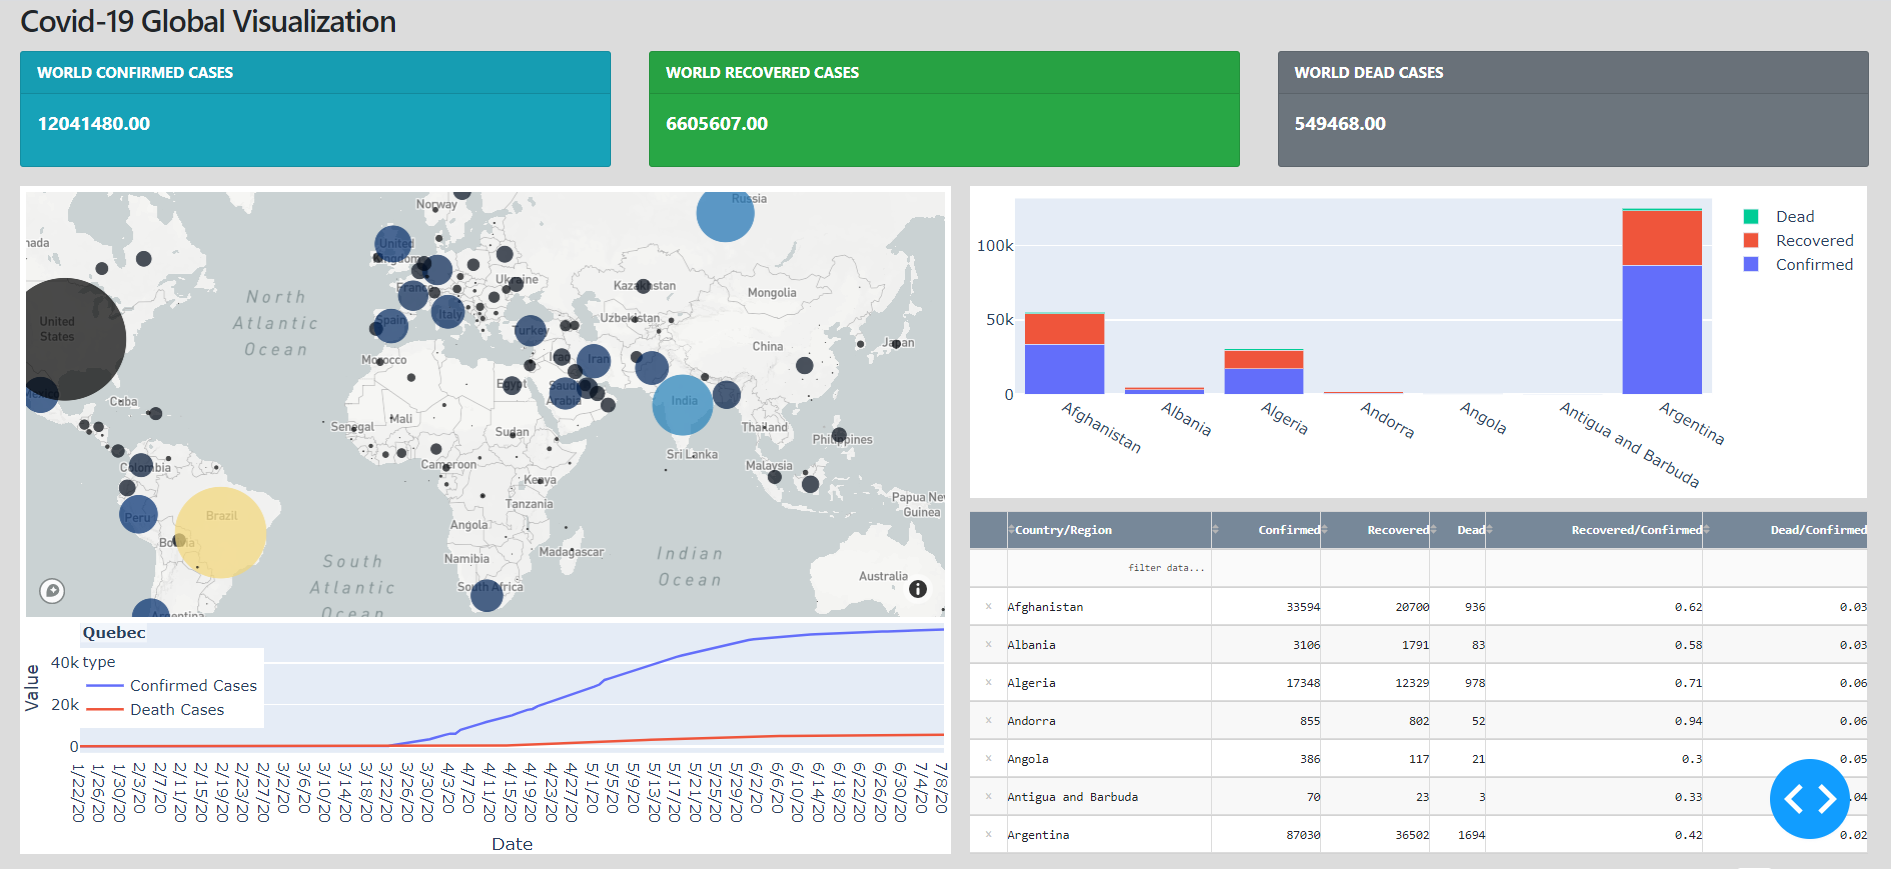 Covid-19 Global Visualization
WORLD CONFIRMED CASES
12041480.00
WORLD RECOVERED CASES
6605607.00
WORLD DEAD CASES
549468.00
Norway
Russia
nada
United
Kingdom
Ukraine
Kazakhstan
Mongolia
France
North
Atlantic
Ocean
United
States
Spain
Italy
Turkey
Uzbekistan
China
Japan
Morocco
Iraq
Iran
Mexico
Cuba
Egypt
Saudi
Arabia
India
Mali
Senegal
Sudan
Thailand
Philippines
Colombia
Cameroon
Sri Lanka
Malaysia
Kenya
Papua New
Guinea
Peru
Brazil
Tanzania
Angola
Bolivia
Madagascar
Indian
Ocean
South
Atlantic
Ocean
Namibia
South Africa
Australia
Argentina
Quebec
type
Confirmed Cases
Death Cases
Value
40k
20k
0
1/22/20
1/26/20
1/30/20
2/3/20
2/7/20
2/11/20
2/15/20
2/19/20
2/23/20
2/27/20
3/2/20
3/6/20
3/10/20
3/14/20
3/18/20
3/22/20
3/26/20
3/30/20
4/3/20
4/7/20
4/11/20
4/15/20
4/19/20
4/23/20
4/27/20
5/1/20
5/5/20
5/9/20
5/13/20
5/17/20
5/21/20
5/25/20
5/29/20
6/2/20
6/6/20
6/10/20
6/14/20
6/18/20
6/22/20
6/26/20
6/30/20
7/4/20
7/8/20
Date
100k
50k
0
Afghanistan
Albania
Algeria
Andorra
Angola
Antigua and Barbuda
Argentina
Dead
Recovered
Confirmed
Country/Region Confirmed Recovered Dead Recovered/Confirmed Dead/Confirmed
filter data...
x Afghanistan 33594 20700 936 0.62 0.03
x Albania 3106 1791 83 0.58 0.03
x Algeria 17348 12329 978 0.71 0.06
x Andorra 855 802 52 0.94 0.06
x Angola 386 117 21 0.3 0.05
x Antigua and Barbuda 70 23 3 0.33 .04
x Argentina 87030 36502 1694 0.42 0.02